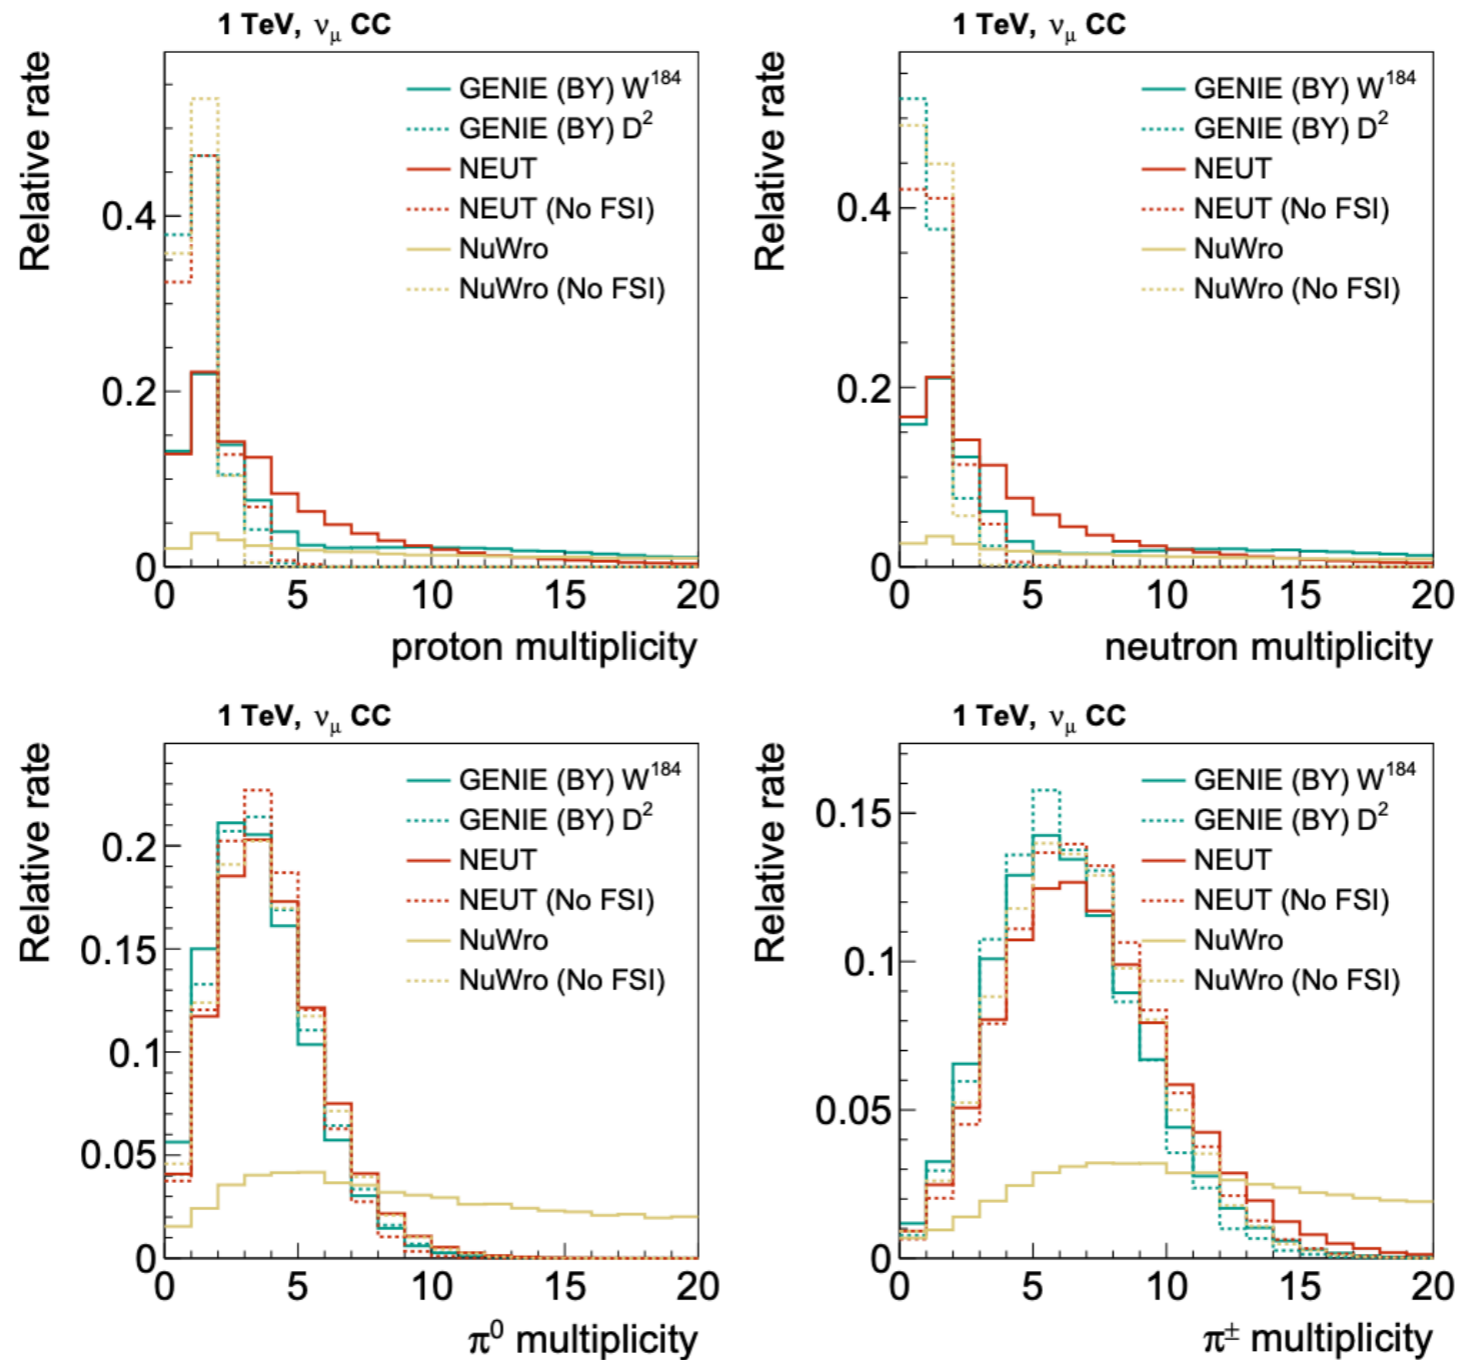 1 TeV, νμ CC
Relative rate
GENIE (BY) W¹⁸⁴
GENIE (BY) D²
NEUT
NEUT (No FSI)
NuWro
NuWro (No FSI)
0.4
0.2
0
0 5 10 15 20
proton multiplicity
1 TeV, νμ CC
Relative rate
GENIE (BY) W¹⁸⁴
GENIE (BY) D²
NEUT
NEUT (No FSI)
NuWro
NuWro (No FSI)
0.4
0.2
0
0 5 10 15 20
neutron multiplicity
1 TeV, νμ CC
Relative rate
GENIE (BY) W¹⁸⁴
GENIE (BY) D²
NEUT
NEUT (No FSI)
NuWro
NuWro (No FSI)
0.2
0.15
0.1
0.05
0
0 5 10 15 20
π⁰ multiplicity
1 TeV, νμ CC
Relative rate
GENIE (BY) W¹⁸⁴
GENIE (BY) D²
NEUT
NEUT (No FSI)
NuWro
NuWro (No FSI)
0.15
0.1
0.05
0
0 5 10 15 20
π± multiplicity